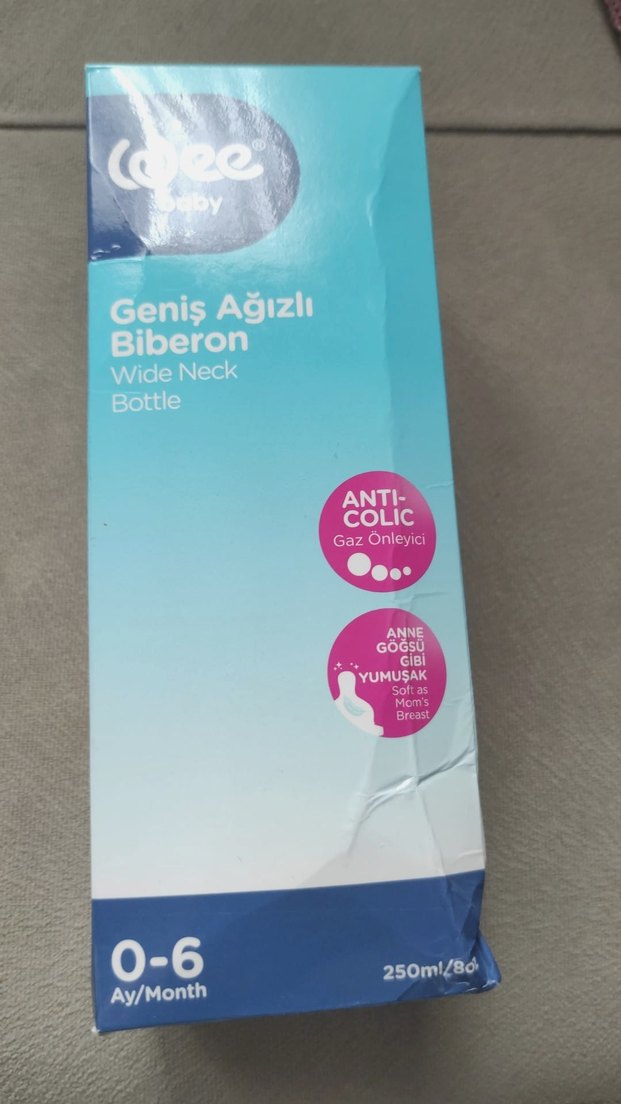 wee®
baby
Geniş Ağızlı
Biberon
Wide Neck
Bottle
ANTI-
COLIC
Gaz Önleyici
ANNE
GÖĞSÜ
GİBİ
YUMUŞAK
Soft as
Mom's
Breast
0-6
Ay/Month
250ml/8o